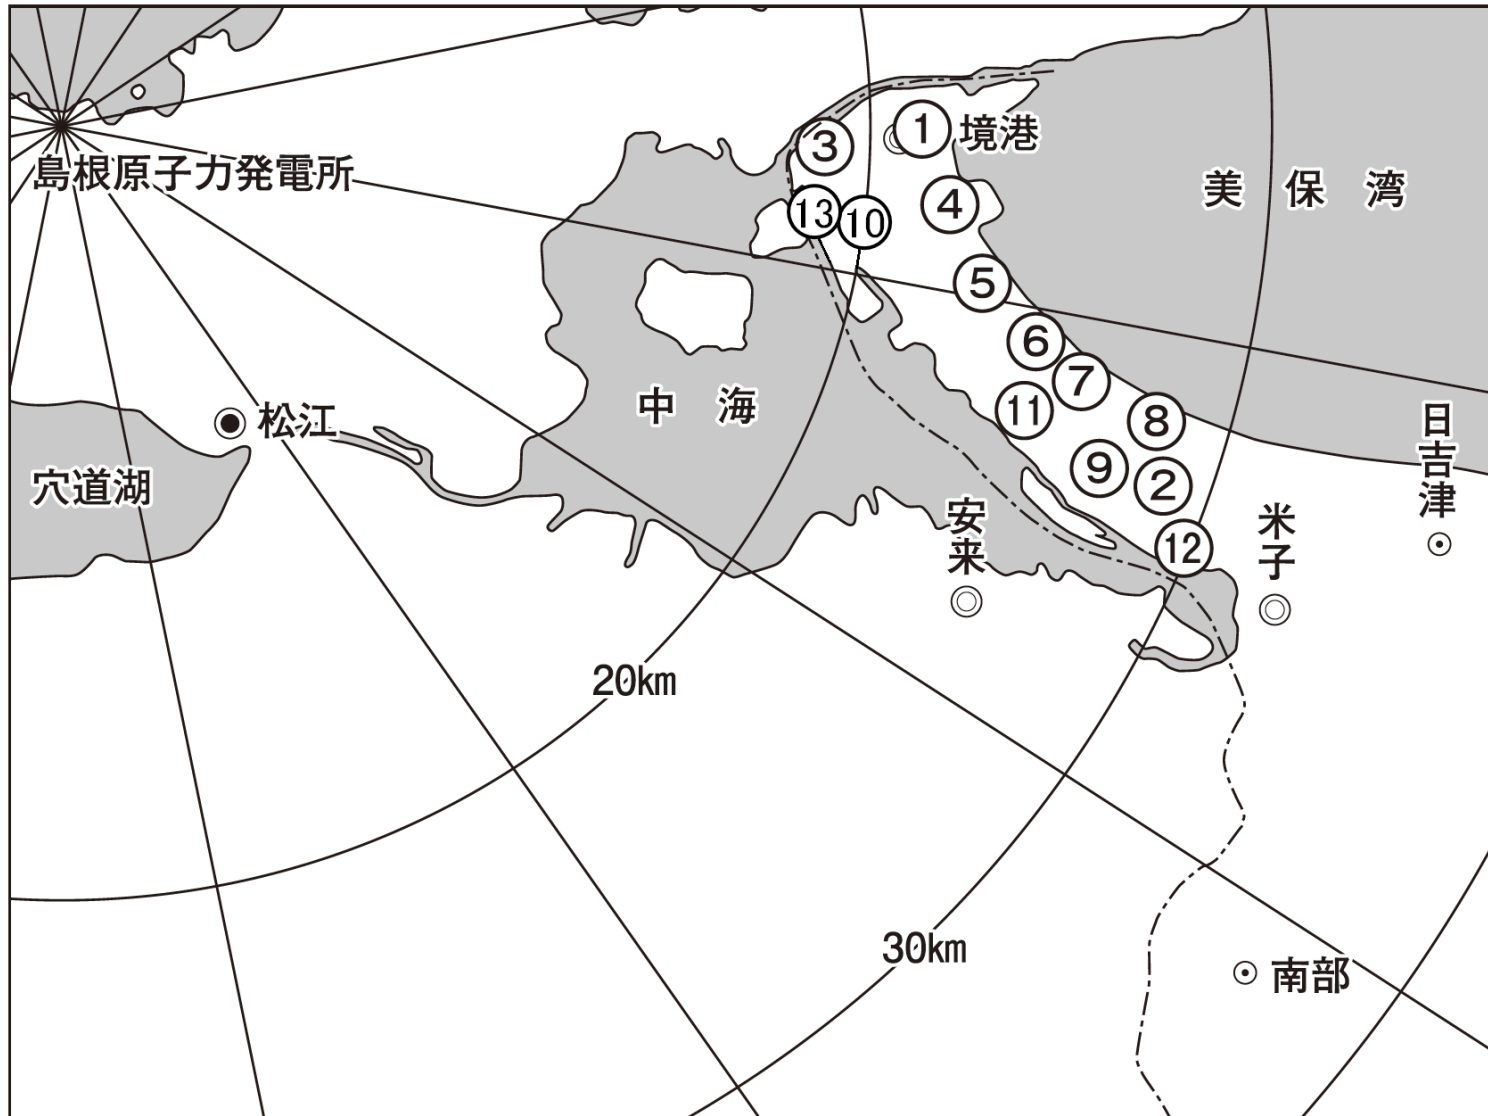 ① 境港
③
島根原子力発電所
美保湾
④
⑬ ⑩
⑤
⑥
⑦
中海
⑪
⑧
松江
日吉津
⑨
②
穴道湖
安来
米子
⑫
20km
30km
南部